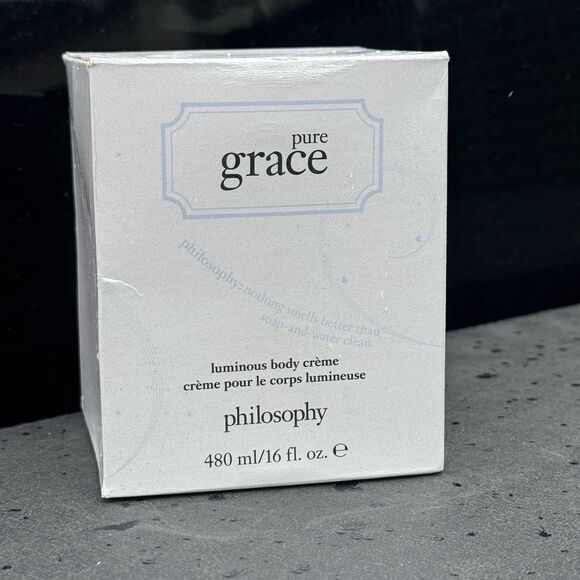 pure
grace
philosophy: nothing smells better than
soap-and-water clean.
luminous body crème
crème pour le corps lumineuse
philosophy
480 ml/16 fl. oz. ℮